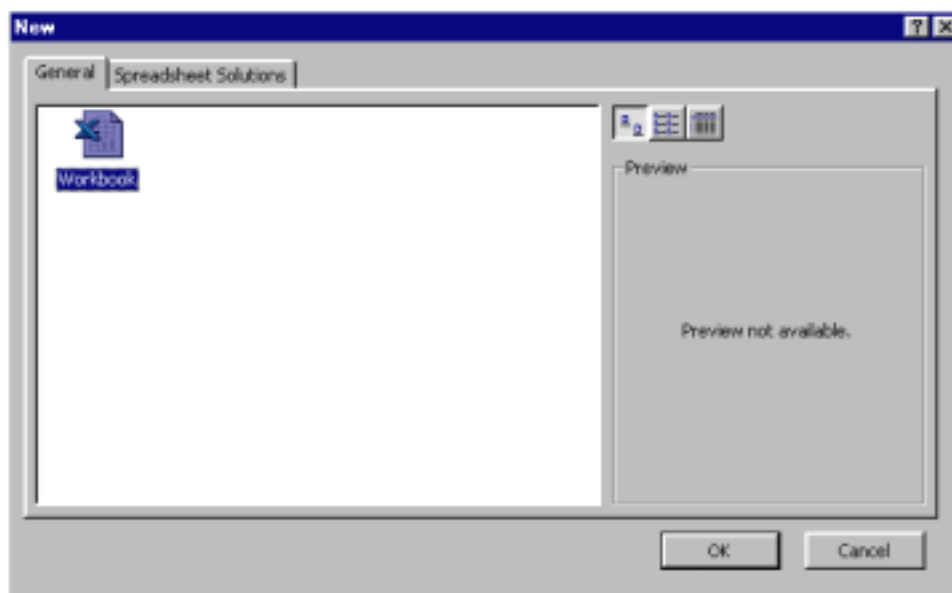 New
General Spreadsheet Solutions
Workbook
Preview
Preview not available.
OK Cancel